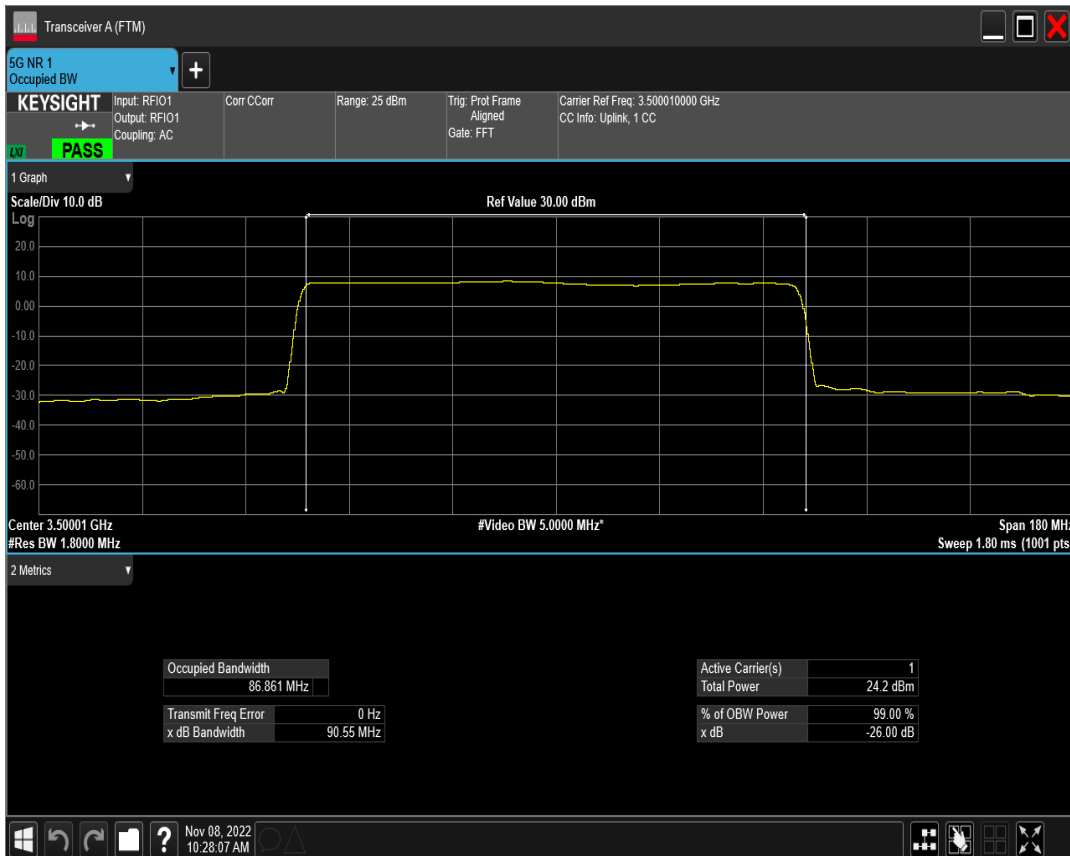 Transceiver A (FTM)
5G NR 1
Occupied BW
+
KEYSIGHT
LXI
PASS
Input: RFIO1
Output: RFIO1
Coupling: AC
Corr CCorr
Range: 25 dBm
Trig: Prot Frame
Aligned
Gate: FFT
Carrier Ref Freq: 3.500010000 GHz
CC Info: Uplink, 1 CC
1 Graph
Scale/Div 10.0 dB
Ref Value 30.00 dBm
Log
20.0
10.0
0.00
-10.0
-20.0
-30.0
-40.0
-50.0
-60.0
Center 3.50001 GHz
#Video BW 5.0000 MHz*
Span 180 MHz
#Res BW 1.8000 MHz
Sweep 1.80 ms (1001 pts
2 Metrics
Occupied Bandwidth
86.861 MHz
Transmit Freq Error 0 Hz
x dB Bandwidth 90.55 MHz
Active Carrier(s) 1
Total Power 24.2 dBm
% of OBW Power 99.00 %
x dB -26.00 dB
?
Nov 08, 2022
10:28:07 AM